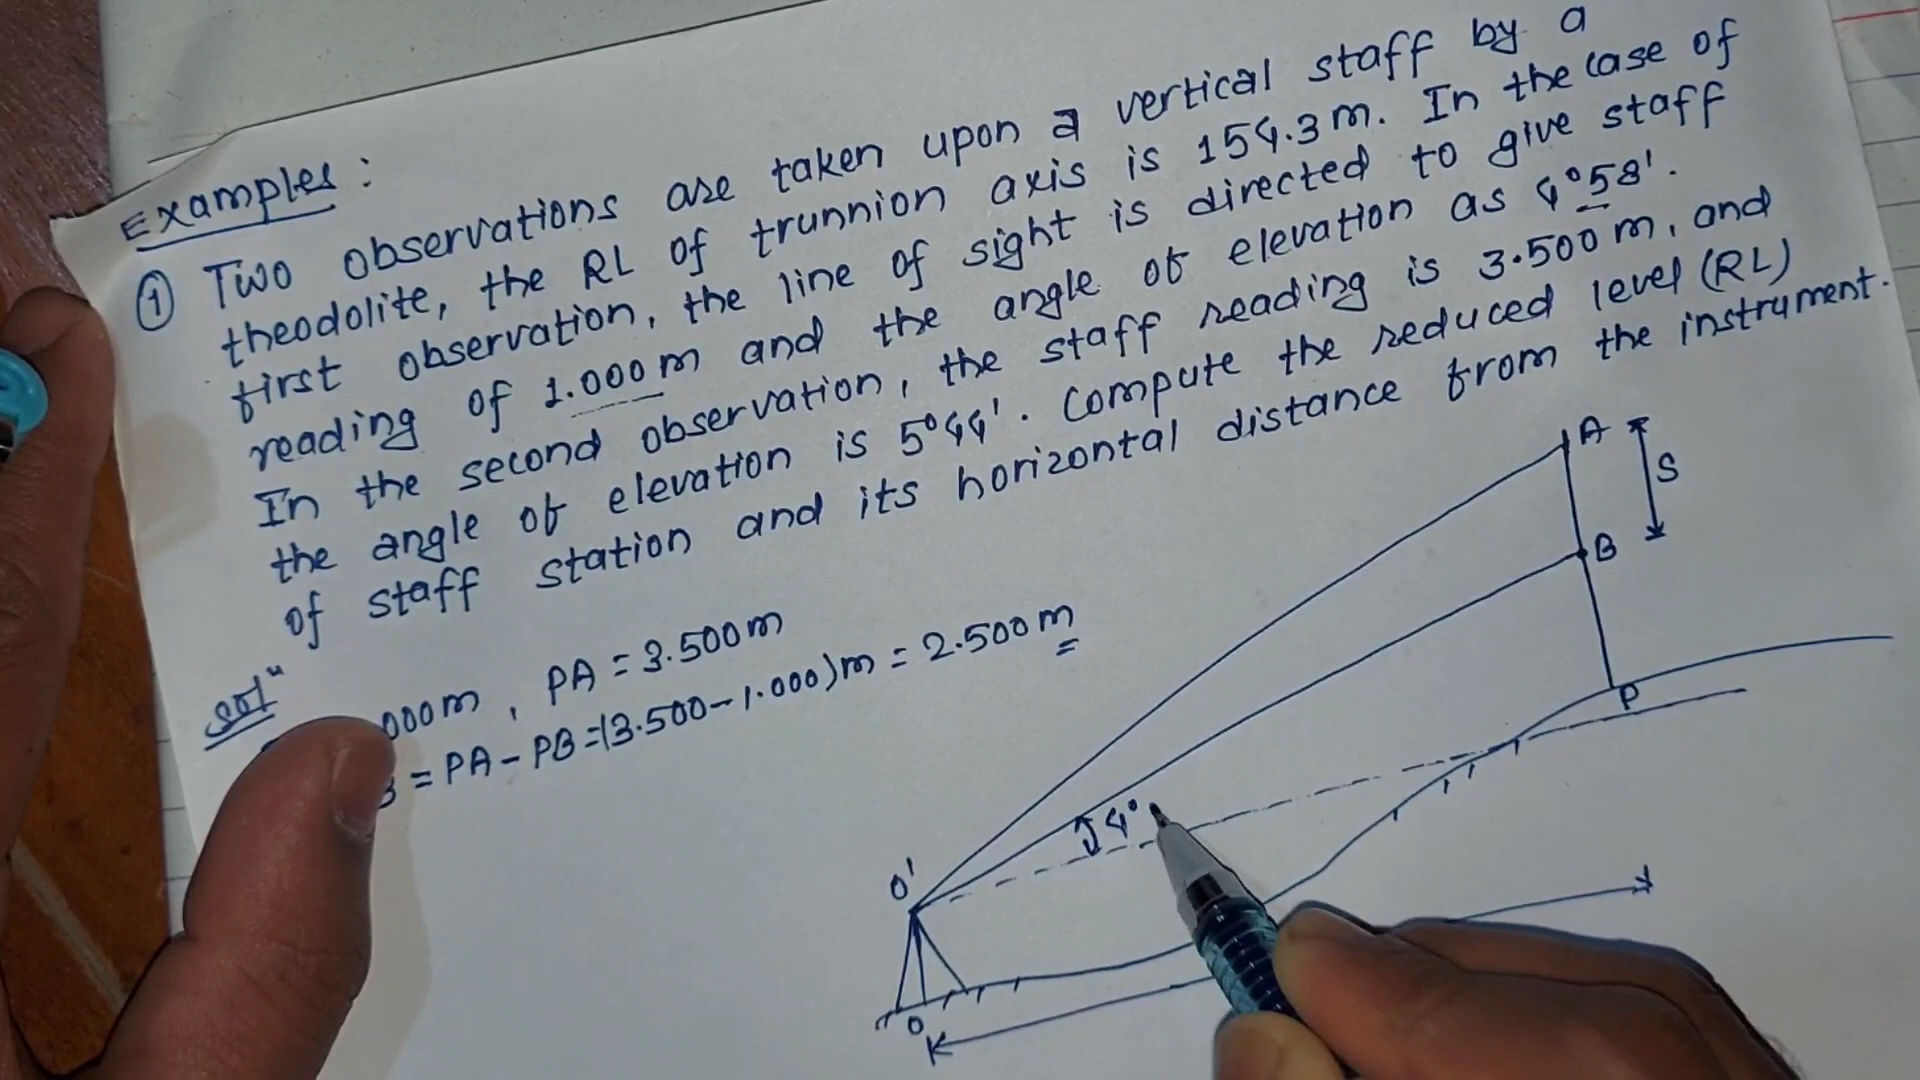 Examples :
① Two observations are taken upon a vertical staff by a
theodolite, the RL of trunnion axis is 154.3 m. In the case of
first observation, the line of sight is directed to give staff
reading of 1.000 m and the angle of elevation as 4°58'.
In the second observation, the staff reading is 3.500 m, and
the angle of elevation is 5°44'. Compute the reduced level (RL)
of staff station and its horizontal distance from the instrument.
Solⁿ
000 m , PA = 3.500 m
= PA - PB = (3.500 - 1.000) m = 2.500 m
A
S
B
P
4°
O'
O